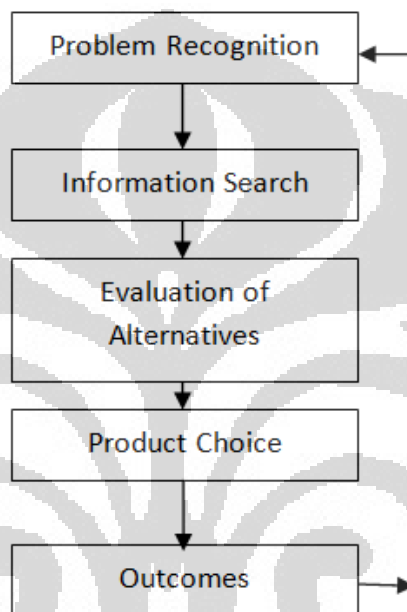 Problem Recognition
Information Search
Evaluation of
Alternatives
Product Choice
Outcomes